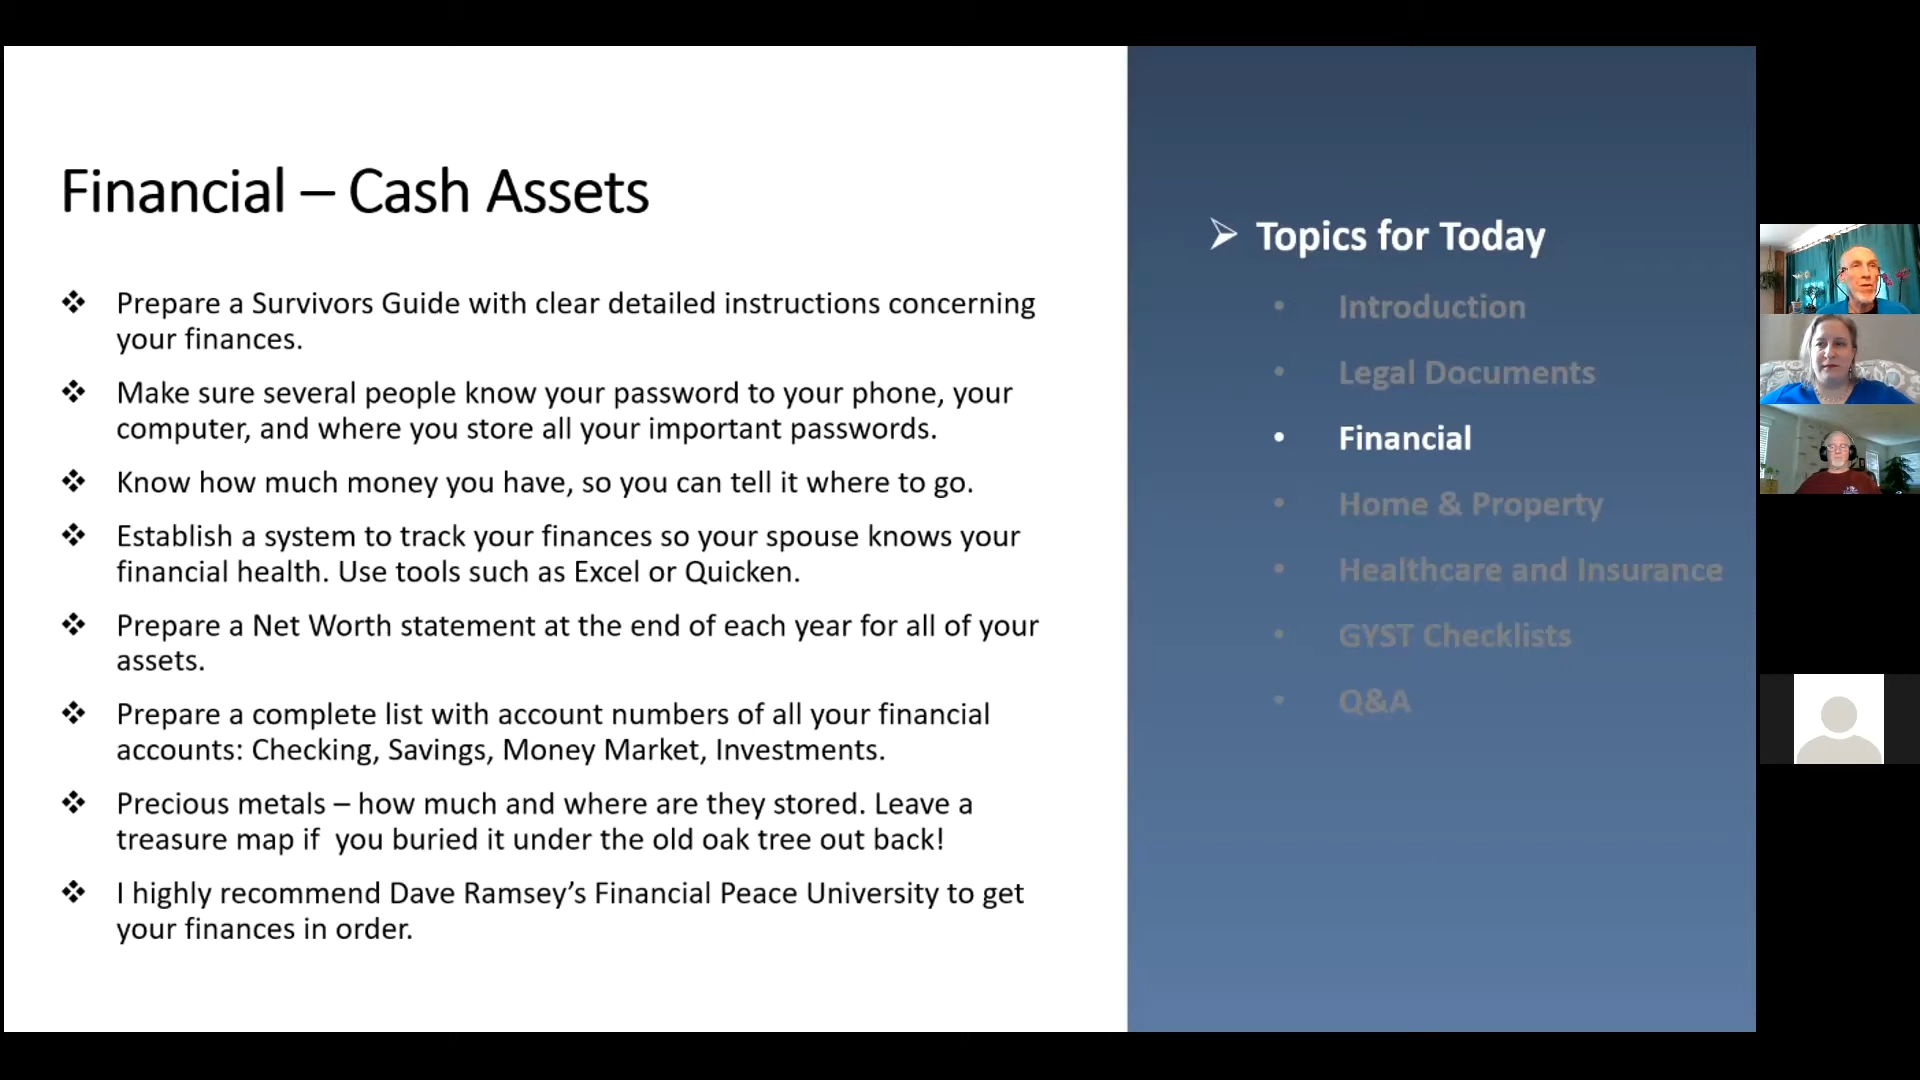 Financial – Cash Assets
❖ Prepare a Survivors Guide with clear detailed instructions concerning
your finances.
❖ Make sure several people know your password to your phone, your
computer, and where you store all your important passwords.
❖ Know how much money you have, so you can tell it where to go.
❖ Establish a system to track your finances so your spouse knows your
financial health. Use tools such as Excel or Quicken.
❖ Prepare a Net Worth statement at the end of each year for all of your
assets.
❖ Prepare a complete list with account numbers of all your financial
accounts: Checking, Savings, Money Market, Investments.
❖ Precious metals – how much and where are they stored. Leave a
treasure map if  you buried it under the old oak tree out back!
❖ I highly recommend Dave Ramsey’s Financial Peace University to get
your finances in order.
➢ Topics for Today
• Introduction
• Legal Documents
• Financial
• Home & Property
• Healthcare and Insurance
• GYST Checklists
• Q&A